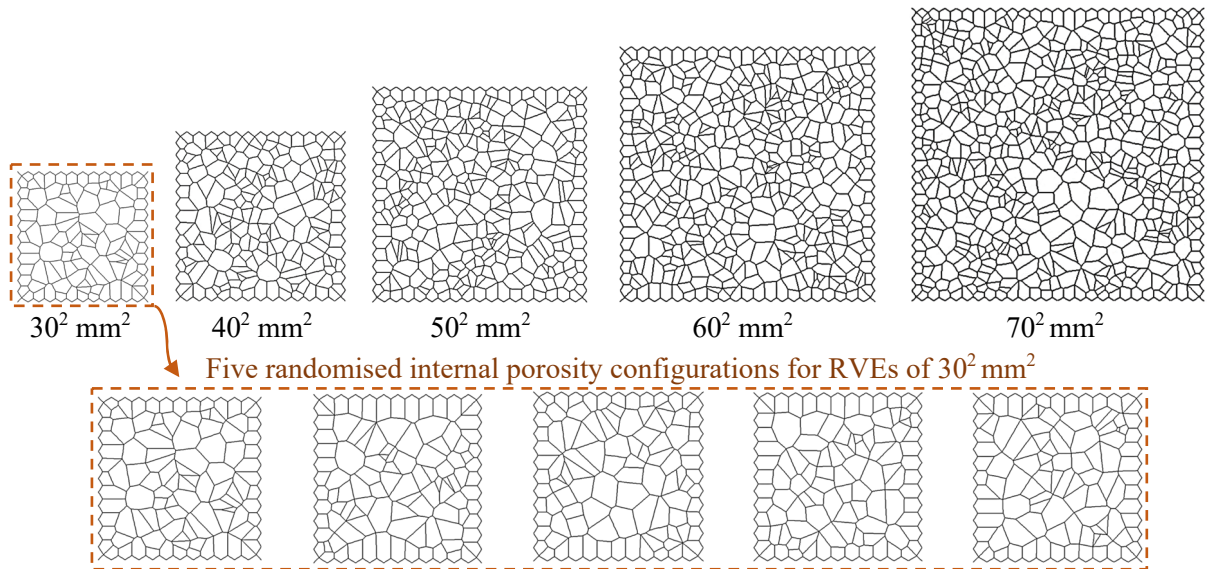 30² mm²
40² mm²
50² mm²
60² mm²
70² mm²
Five randomised internal porosity configurations for RVEs of 30² mm²